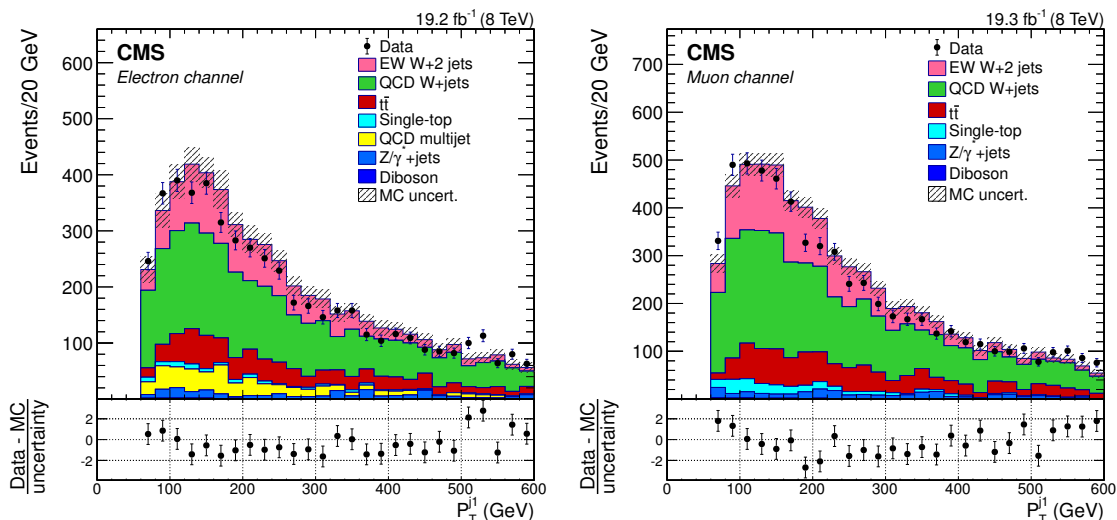 19.2 fb⁻¹ (8 TeV)
CMS
Electron channel
Data
EW W+2 jets
QCD W+jets
tt̄
Single-top
QCD multijet
Z/γ* +jets
Diboson
MC uncert.
Events/20 GeV
600
500
400
300
200
100
Data - MC
uncertainty
2
0
-2
0 100 200 300 400 500 600
P_T^{j1} (GeV)
19.3 fb⁻¹ (8 TeV)
CMS
Muon channel
Data
EW W+2 jets
QCD W+jets
tt̄
Single-top
Z/γ* +jets
Diboson
MC uncert.
Events/20 GeV
700
600
500
400
300
200
100
Data - MC
uncertainty
2
0
-2
0 100 200 300 400 500 600
P_T^{j1} (GeV)